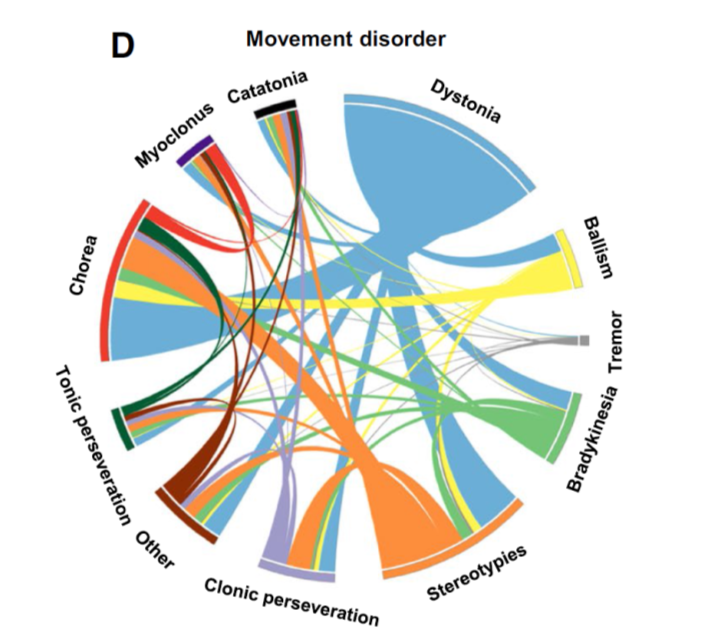 D
Movement disorder
Catatonia
Dystonia
Myoclonus
Ballism
Chorea
Tremor
Tonic perseveration
Bradykinesia
Other
Stereotypies
Clonic perseveration